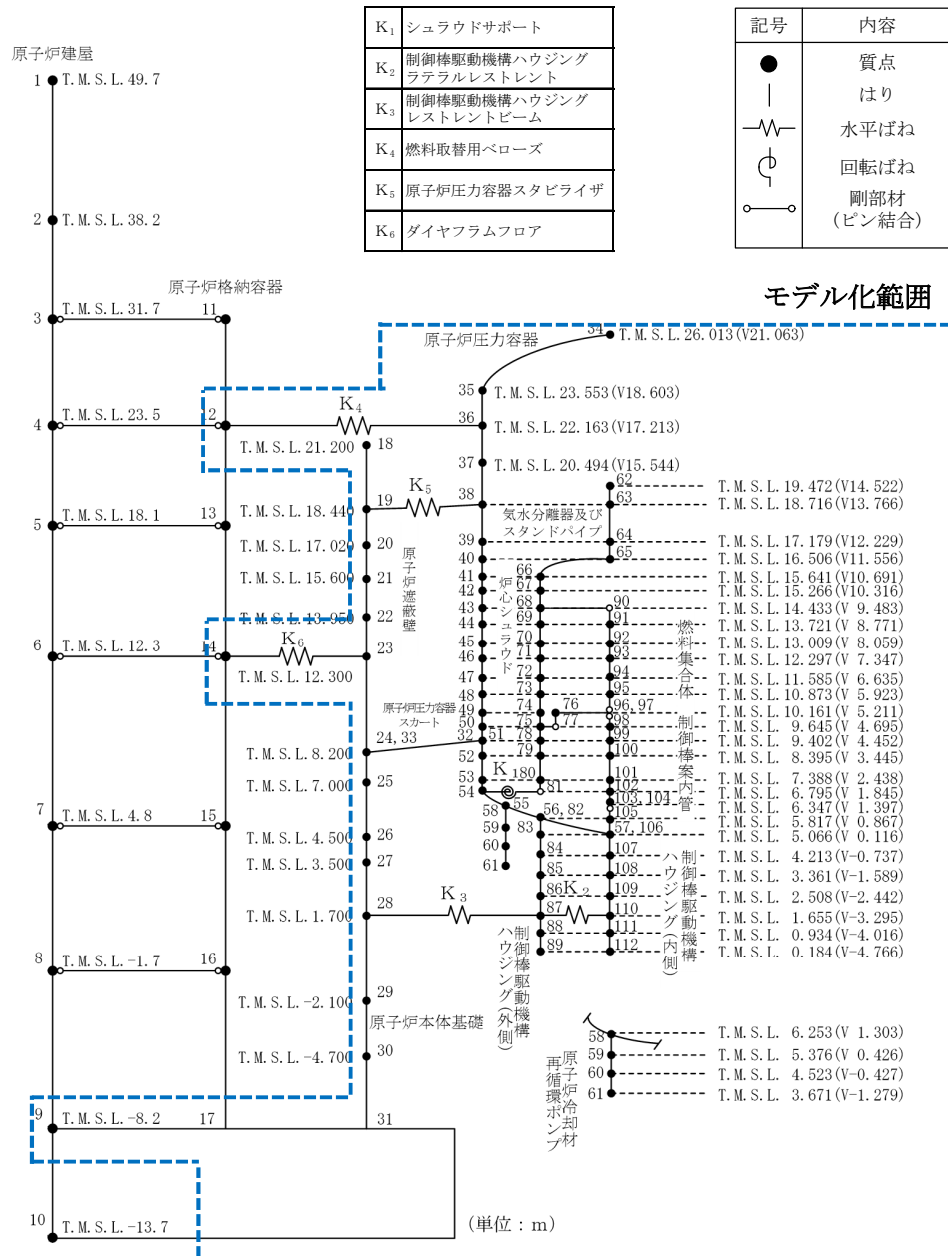 K₁ シュラウドサポート
K₂ 制御棒駆動機構ハウジング
ラテラルレストレント
K₃ 制御棒駆動機構ハウジング
レストレントビーム
K₄ 燃料取替用ベローズ
K₅ 原子炉圧力容器スタビライザ
K₆ ダイヤフラムフロア
記号 内容
質点
はり
水平ばね
回転ばね
剛部材
(ピン結合)
モデル化範囲
原子炉建屋
1 T.M.S.L.49.7
2 T.M.S.L.38.2
3 T.M.S.L.31.7
4 T.M.S.L.23.5
5 T.M.S.L.18.1
6 T.M.S.L.12.3
7 T.M.S.L.4.8
8 T.M.S.L.-1.7
9 T.M.S.L.-8.2
10 T.M.S.L.-13.7
原子炉格納容器
11
12
13
14
15
16
17
K₄
K₅
K₆
K₃
K₂
T.M.S.L.21.200 18
T.M.S.L.18.440 19
T.M.S.L.17.020 20
T.M.S.L.15.600 21
T.M.S.L.13.950 22
23
T.M.S.L.12.300
原子炉遮蔽壁
原子炉圧力容器
スカート
24,33
T.M.S.L.8.200
T.M.S.L.7.000 25
T.M.S.L.4.500 26
T.M.S.L.3.500 27
T.M.S.L.1.700 28
T.M.S.L.-2.100 29
原子炉本体基礎
T.M.S.L.-4.700 30
31
原子炉圧力容器
34 T.M.S.L.26.013(V21.063)
35 T.M.S.L.23.553(V18.603)
36 T.M.S.L.22.163(V17.213)
37 T.M.S.L.20.494(V15.544)
38
39
40
41
42
43
44
45
46
47
48
49
50
32 51
52
53
54
K₁
55
58
59
60
61
気水分離器及び
スタンドパイプ
62 T.M.S.L.19.472(V14.522)
63 T.M.S.L.18.716(V13.766)
64 T.M.S.L.17.179(V12.229)
65 T.M.S.L.16.506(V11.556)
66 T.M.S.L.15.641(V10.691)
67 T.M.S.L.15.266(V10.316)
68 90 T.M.S.L.14.433(V 9.483)
69 91 T.M.S.L.13.721(V 8.771)
70 92 T.M.S.L.13.009(V 8.059)
71 93 T.M.S.L.12.297(V 7.347)
72 94 T.M.S.L.11.585(V 6.635)
73 95 T.M.S.L.10.873(V 5.923)
74 76 96,97 T.M.S.L.10.161(V 5.211)
75 77 98 T.M.S.L. 9.645(V 4.695)
78 99 T.M.S.L. 9.402(V 4.452)
79 100 T.M.S.L. 8.395(V 3.445)
80 101 T.M.S.L. 7.388(V 2.438)
81 102 T.M.S.L. 6.795(V 1.845)
103,104 T.M.S.L. 6.347(V 1.397)
56,82 105 T.M.S.L. 5.817(V 0.867)
83 57,106 T.M.S.L. 5.066(V 0.116)
84 107 T.M.S.L. 4.213(V-0.737)
85 108 T.M.S.L. 3.361(V-1.589)
86 109 T.M.S.L. 2.508(V-2.442)
87 110 T.M.S.L. 1.655(V-3.295)
88 111 T.M.S.L. 0.934(V-4.016)
89 112 T.M.S.L. 0.184(V-4.766)
炉心シュラウド
燃料集合体
制御棒案内管
制御棒駆動機構
ハウジング(内側)
制御棒駆動機構
ハウジング(外側)
58 T.M.S.L. 6.253(V 1.303)
59 T.M.S.L. 5.376(V 0.426)
60 T.M.S.L. 4.523(V-0.427)
61 T.M.S.L. 3.671(V-1.279)
原子炉冷却材
再循環ポンプ
(単位：m)